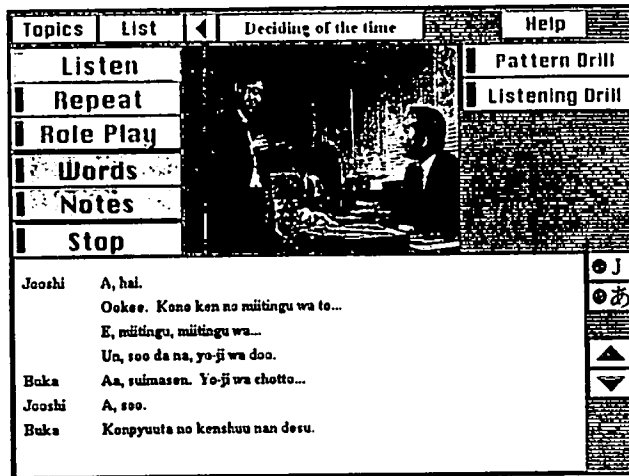 Topics List Deciding of the time Help
Listen
Repeat
Role Play
Words
Notes
Stop
Pattern Drill
Listening Drill
Jooshi A, hai.
Ookee. Kono ken no miitingu wa to...
E, miitingu, miitingu wa...
Un, soo da na, yo-ji wa doo.
Buka Aa, suimasen. Yo-ji wa chotto...
Jooshi A, soo.
Buka Konpyuuta no kenshuu nan desu.
J
あ